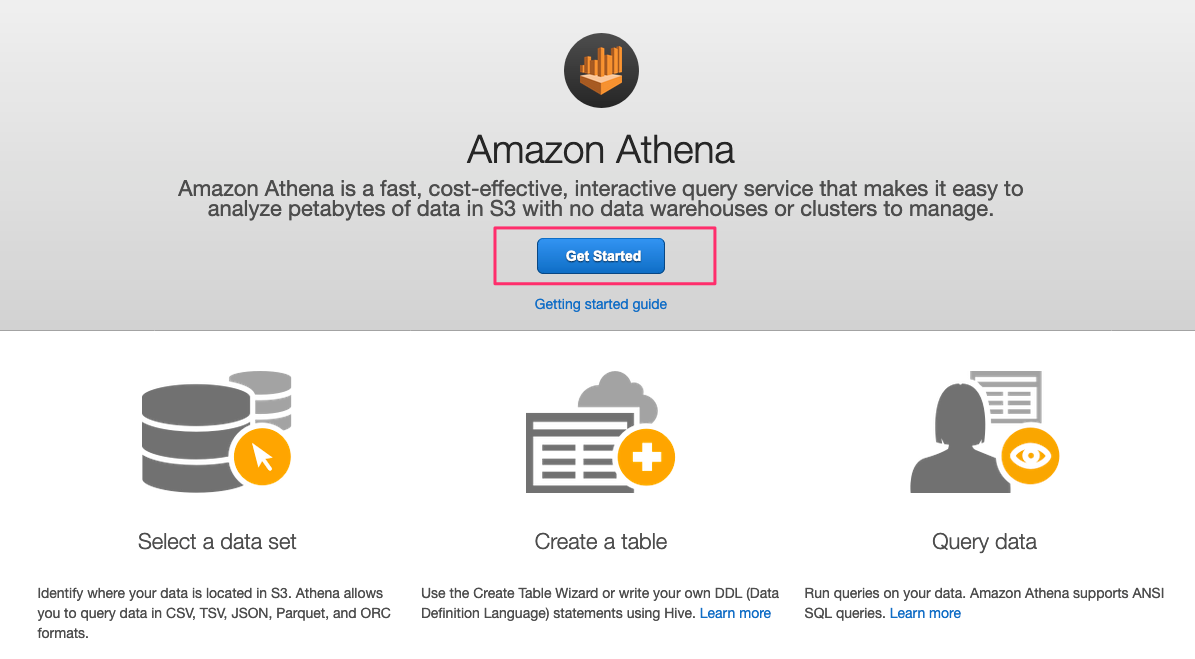 Amazon Athena
Amazon Athena is a fast, cost-effective, interactive query service that makes it easy to
analyze petabytes of data in S3 with no data warehouses or clusters to manage.
Get Started
Getting started guide
Select a data set
Identify where your data is located in S3. Athena allows
you to query data in CSV, TSV, JSON, Parquet, and ORC
formats.
Create a table
Use the Create Table Wizard or write your own DDL (Data
Definition Language) statements using Hive. Learn more
Query data
Run queries on your data. Amazon Athena supports ANSI
SQL queries. Learn more